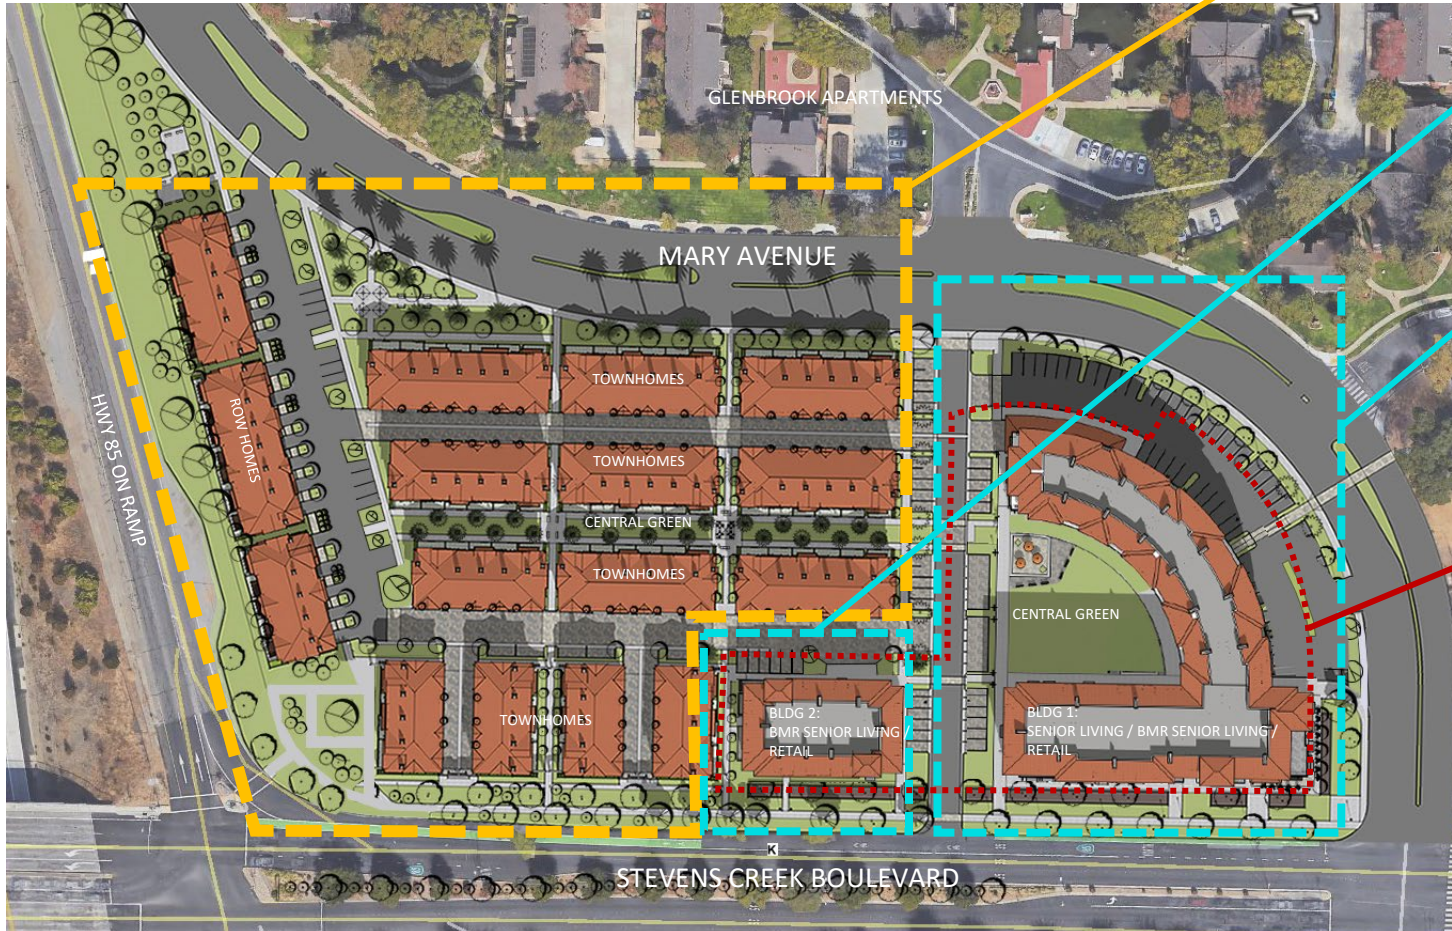 GLENBROOK APARTMENTS
MARY AVENUE
TOWNHOMES
ROW HOMES
HWY 85 ON RAMP
TOWNHOMES
CENTRAL GREEN
TOWNHOMES
CENTRAL GREEN
TOWNHOMES
BLDG 2:
BMR SENIOR LIVING /
RETAIL
BLDG 1:
SENIOR LIVING / BMR SENIOR LIVING /
RETAIL
K
STEVENS CREEK BOULEVARD